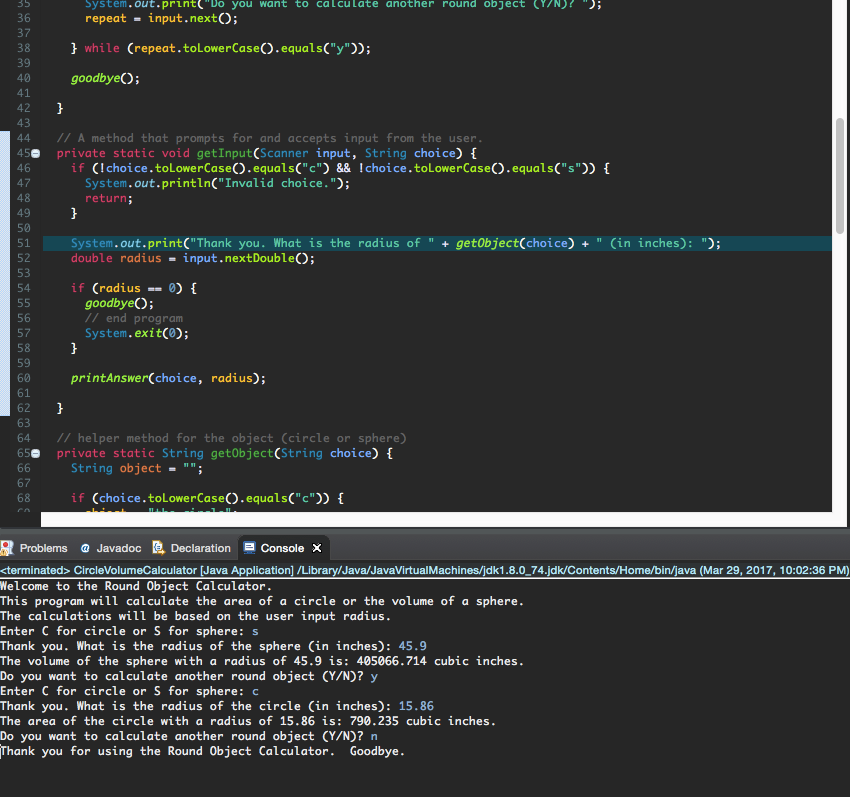 35 System.out.print("Do you want to calculate another round object (Y/N)? ");
36 repeat = input.next();
37
38 } while (repeat.toLowerCase().equals("y"));
39
40 goodbye();
41
42 }
43
44 // A method that prompts for and accepts input from the user.
45 private static void getInput(Scanner input, String choice) {
46 if (!choice.toLowerCase().equals("c") && !choice.toLowerCase().equals("s")) {
47 System.out.println("Invalid choice.");
48 return;
49 }
50
51 System.out.print("Thank you. What is the radius of " + getObject(choice) + " (in inches): ");
52 double radius = input.nextDouble();
53
54 if (radius == 0) {
55 goodbye();
56 // end program
57 System.exit(0);
58 }
59
60 printAnswer(choice, radius);
61
62 }
63
64 // helper method for the object (circle or sphere)
65 private static String getObject(String choice) {
66 String object = "";
67
68 if (choice.toLowerCase().equals("c")) {
Problems Javadoc Declaration Console
<terminated> CircleVolumeCalculator [Java Application] /Library/Java/JavaVirtualMachines/jdk1.8.0_74.jdk/Contents/Home/bin/java (Mar 29, 2017, 10:02:36 PM)
Welcome to the Round Object Calculator.
This program will calculate the area of a circle or the volume of a sphere.
The calculations will be based on the user input radius.
Enter C for circle or S for sphere: s
Thank you. What is the radius of the sphere (in inches): 45.9
The volume of the sphere with a radius of 45.9 is: 405066.714 cubic inches.
Do you want to calculate another round object (Y/N)? y
Enter C for circle or S for sphere: c
Thank you. What is the radius of the circle (in inches): 15.86
The area of the circle with a radius of 15.86 is: 790.235 cubic inches.
Do you want to calculate another round object (Y/N)? n
Thank you for using the Round Object Calculator.  Goodbye.